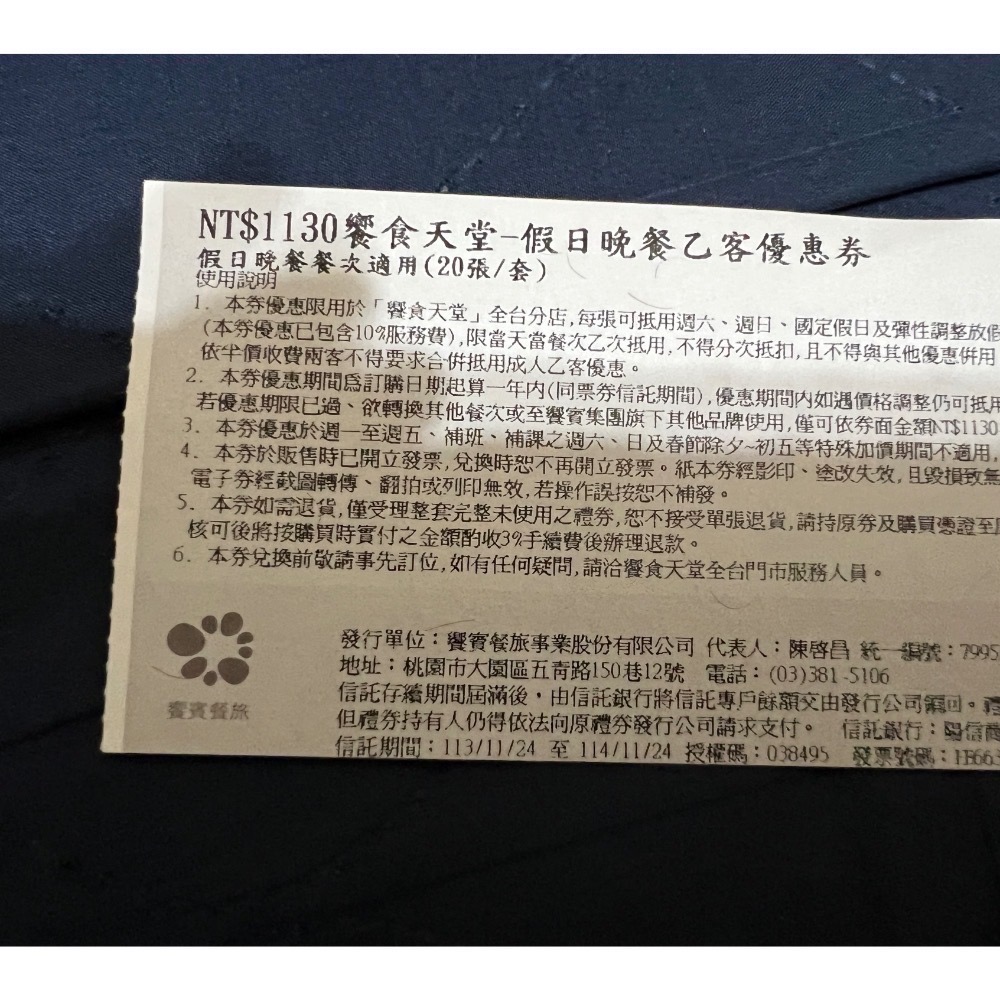 NT$1130饗食天堂-假日晚餐乙客優惠券
假日晚餐餐次適用(20張/套)
使用說明
1. 本券優惠限用於「饗食天堂」全台分店,每張可抵用週六、週日、國定假日及彈性調整放假
(本券優惠已包含10%服務費),限當天當餐次乙次抵用,不得分次抵扣,且不得與其他優惠併用
依半價收費兩客不得要求合併抵用成人乙客優惠。
2. 本券優惠期間為訂購日期起算一年內(同票券信託期間),優惠期間內如遇價格調整仍可抵用
若優惠期限已過、欲轉換其他餐次或至饗賓集團旗下其他品牌使用,僅可依券面金額NT$1130
3. 本券優惠於週一至週五、補班、補課之週六、日及春節除夕~初五等特殊加價期間不適用,
4. 本券於販售時已開立發票,兌換時恕不再開立發票。紙本券經影印、塗改失效,且毀損致無
電子券經截圖轉傳、翻拍或列印無效,若操作誤按恕不補發。
5. 本券如需退貨,僅受理整套完整未使用之禮券,恕不接受單張退貨,請持原券及購買憑證至
核可後將按購買時實付之金額酌收3%手續費後辦理退款。
6. 本券兌換前敬請事先訂位,如有任何疑問,請洽饗食天堂全台門市服務人員。
饗賓餐旅
發行單位：饗賓餐旅事業股份有限公司 代表人：陳啓昌 統一編號：7995
地址：桃園市大園區五青路150巷12號 電話：(03)381-5106
信託存續期間屆滿後，由信託銀行將信託專戶餘額交由發行公司領回。禮
但禮券持有人仍得依法向原禮券發行公司請求支付。 信託銀行：陽信商
信託期間：113/11/24 至 114/11/24 授權碼：038495 發票號碼：HB663